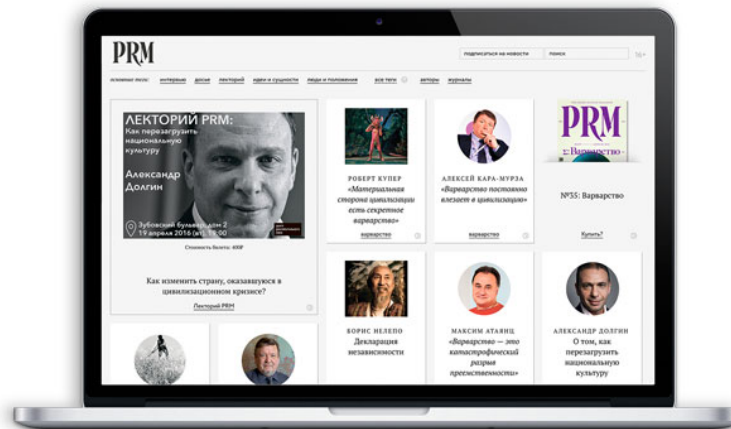 PRM
подписаться на новости
поиск
16+
основные теги:
интервью
досье
лекторий
идеи и сущности
люди и положения
все теги
авторы
журналы
ЛЕКТОРИЙ PRM:
Как перезагрузить
национальную
культуру
Александр
Долгин
Зубовский бульвар, дом 2
19 апреля 2016 (вт), 19:00
Стоимость билета: 400₽
Как изменить страну, оказавшуюся в
цивилизационном кризисе?
Лекторий PRM
РОБЕРТ КУПЕР
«Материальная
сторона цивилизации
есть секретное
варварство»
варварство
АЛЕКСЕЙ КАРА-МУРЗА
«Варварство постоянно
влезает в цивилизацию»
варварство
PRM
Варварство
№35: Варварство
Купить?
БОРИС НЕЛЕПО
Декларация
независимости
МАКСИМ АТАЯНЦ
«Варварство — это
катастрофический
разрыв
преемственности»
АЛЕКСАНДР ДОЛГИН
О том, как
перезагрузить
национальную
культуру